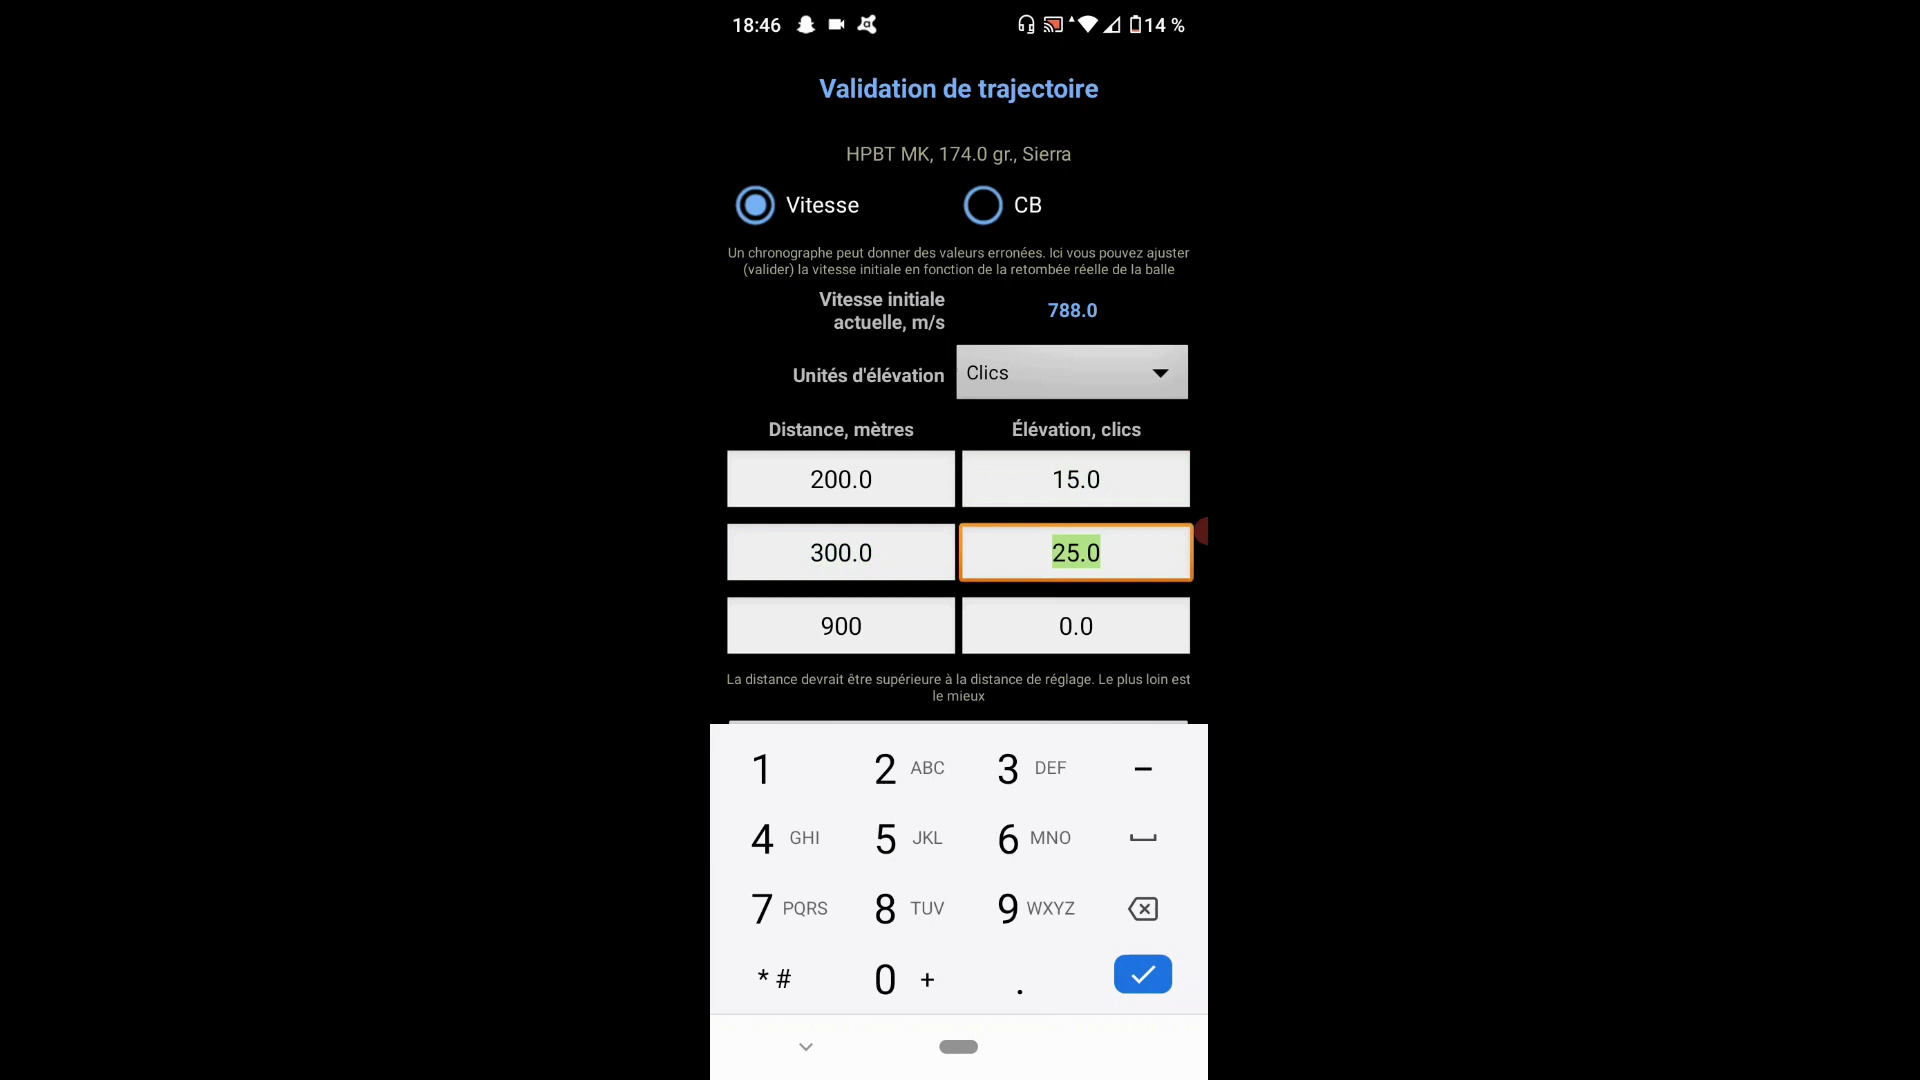 18:46 14 %
Validation de trajectoire
HPBT MK, 174.0 gr., Sierra
Vitesse CB
Un chronographe peut donner des valeurs erronées. Ici vous pouvez ajuster
(valider) la vitesse initiale en fonction de la retombée réelle de la balle
Vitesse initiale
actuelle, m/s 788.0
Unités d'élévation Clics
Distance, mètres Élévation, clics
200.0 15.0
300.0 25.0
900 0.0
La distance devrait être supérieure à la distance de réglage. Le plus loin est
le mieux
1 2 ABC 3 DEF –
4 GHI 5 JKL 6 MNO
7 PQRS 8 TUV 9 WXYZ
* # 0 + .